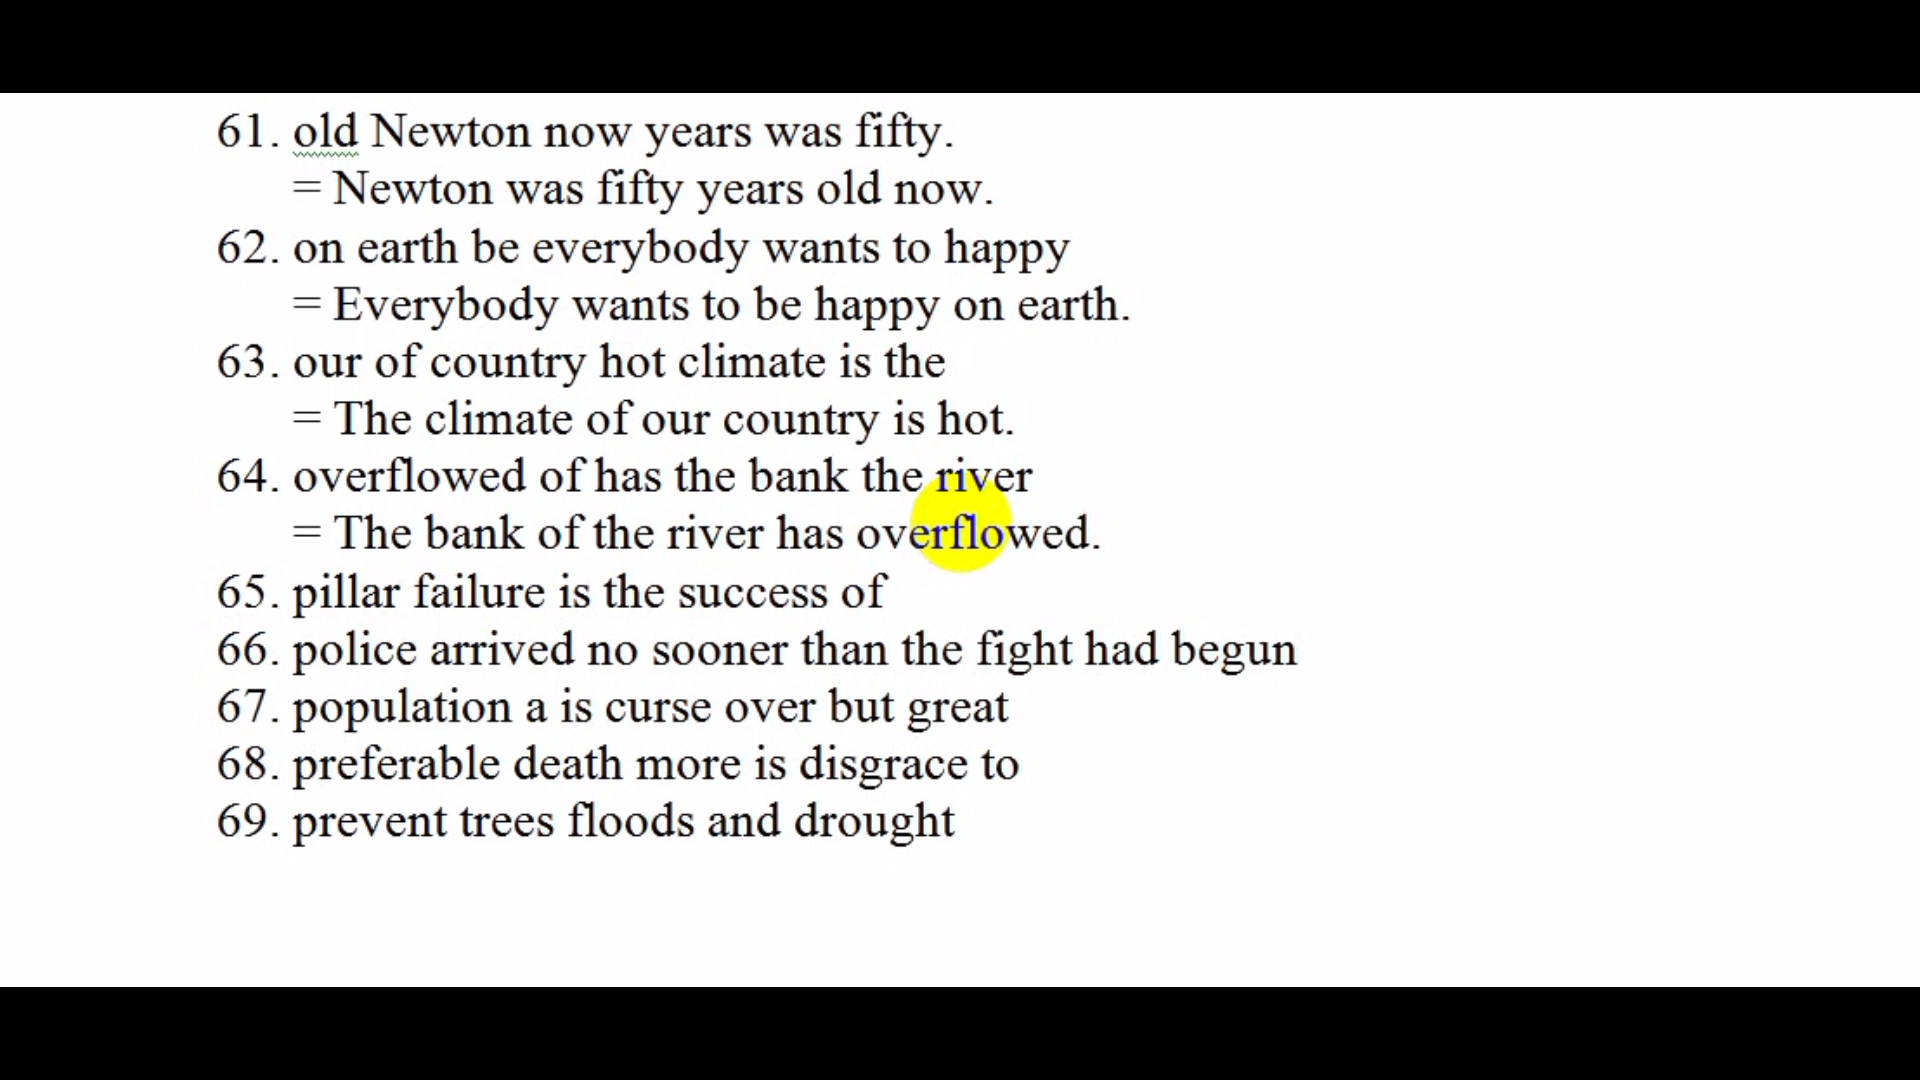 61. old Newton now years was fifty.
= Newton was fifty years old now.
62. on earth be everybody wants to happy
= Everybody wants to be happy on earth.
63. our of country hot climate is the
= The climate of our country is hot.
64. overflowed of has the bank the river
= The bank of the river has overflowed.
65. pillar failure is the success of
66. police arrived no sooner than the fight had begun
67. population a is curse over but great
68. preferable death more is disgrace to
69. prevent trees floods and drought